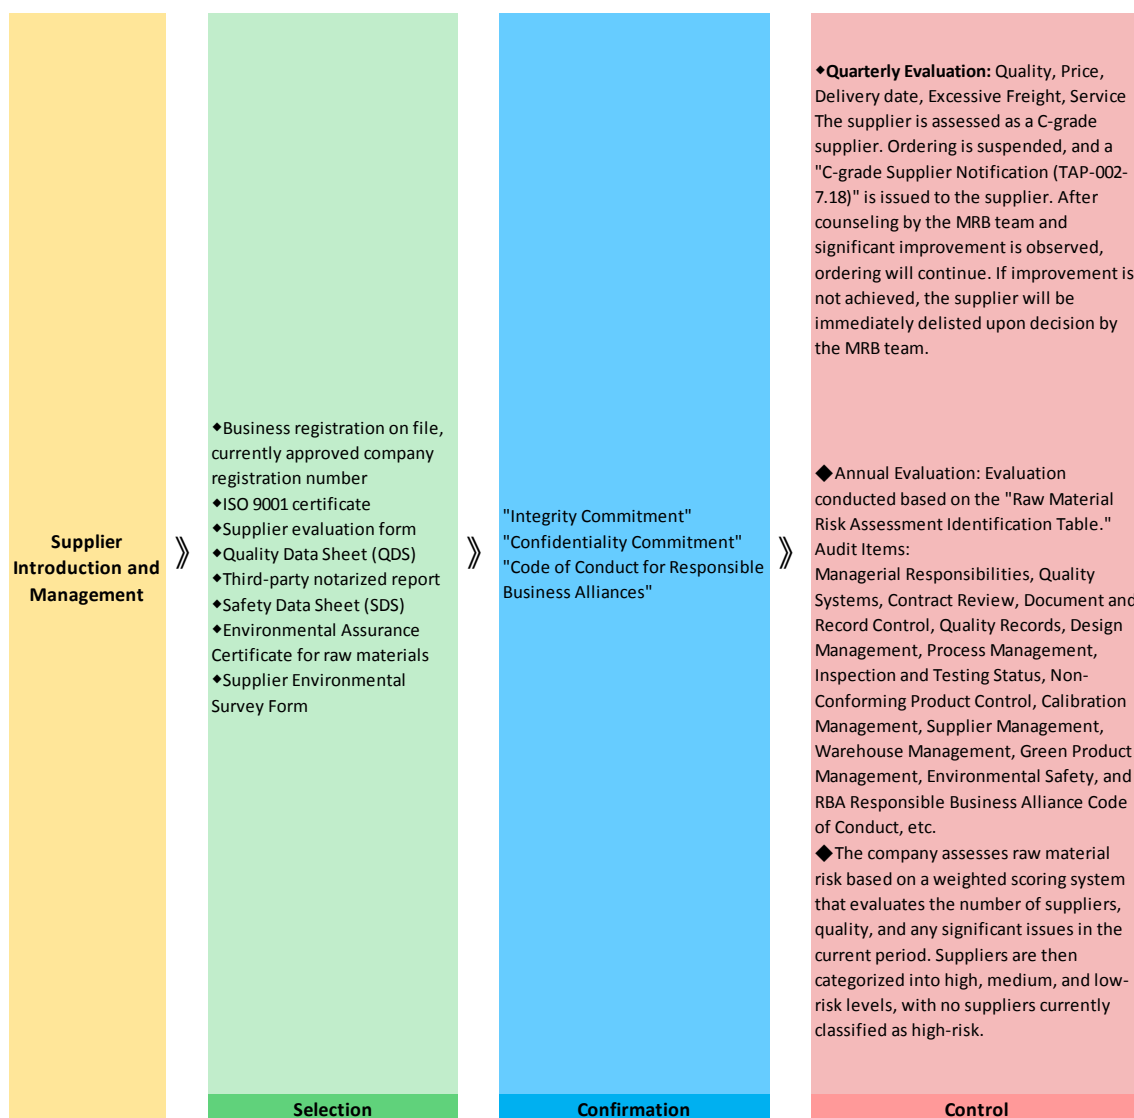 Supplier
Introduction and
Management
》
◆Business registration on file,
currently approved company
registration number
◆ISO 9001 certificate
◆Supplier evaluation form
◆Quality Data Sheet (QDS)
◆Third-party notarized report
◆Safety Data Sheet (SDS)
◆Environmental Assurance
Certificate for raw materials
◆Supplier Environmental
Survey Form
Selection
》
"Integrity Commitment"
"Confidentiality Commitment"
"Code of Conduct for Responsible
Business Alliances"
Confirmation
》
◆Quarterly Evaluation: Quality, Price,
Delivery date, Excessive Freight, Service
The supplier is assessed as a C-grade
supplier. Ordering is suspended, and a
"C-grade Supplier Notification (TAP-002-
7.18)" is issued to the supplier. After
counseling by the MRB team and
significant improvement is observed,
ordering will continue. If improvement is
not achieved, the supplier will be
immediately delisted upon decision by
the MRB team.
◆Annual Evaluation: Evaluation
conducted based on the "Raw Material
Risk Assessment Identification Table."
Audit Items:
Managerial Responsibilities, Quality
Systems, Contract Review, Document and
Record Control, Quality Records, Design
Management, Process Management,
Inspection and Testing Status, Non-
Conforming Product Control, Calibration
Management, Supplier Management,
Warehouse Management, Green Product
Management, Environmental Safety, and
RBA Responsible Business Alliance Code
of Conduct, etc.
◆The company assesses raw material
risk based on a weighted scoring system
that evaluates the number of suppliers,
quality, and any significant issues in the
current period. Suppliers are then
categorized into high, medium, and low-
risk levels, with no suppliers currently
classified as high-risk.
Control